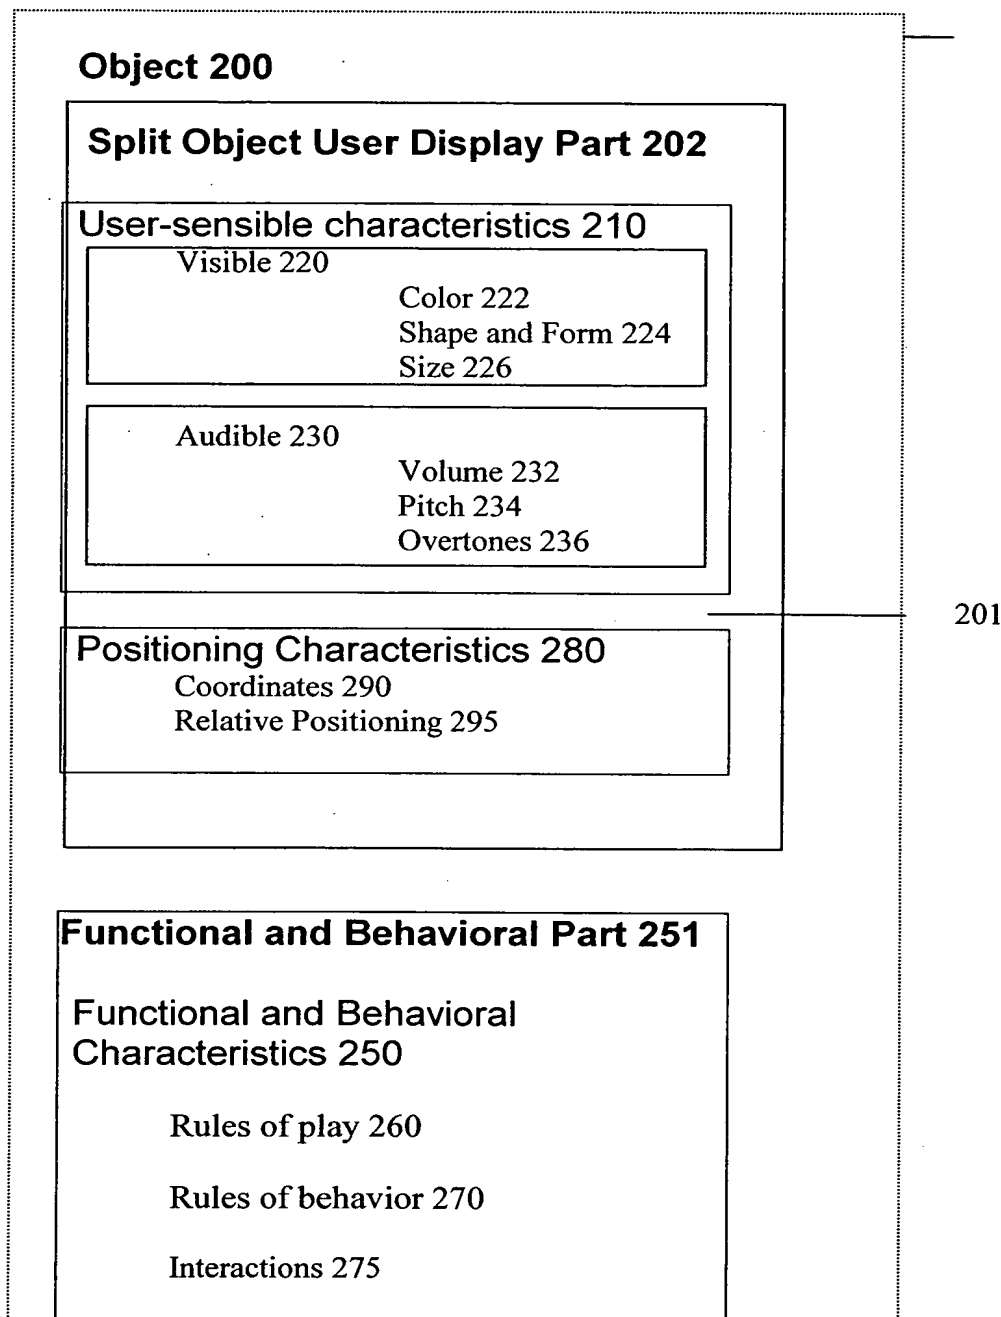 Object 200
Split Object User Display Part 202
User-sensible characteristics 210
Visible 220
Color 222
Shape and Form 224
Size 226
Audible 230
Volume 232
Pitch 234
Overtones 236
201
Positioning Characteristics 280
Coordinates 290
Relative Positioning 295
Functional and Behavioral Part 251
Functional and Behavioral
Characteristics 250
Rules of play 260
Rules of behavior 270
Interactions 275